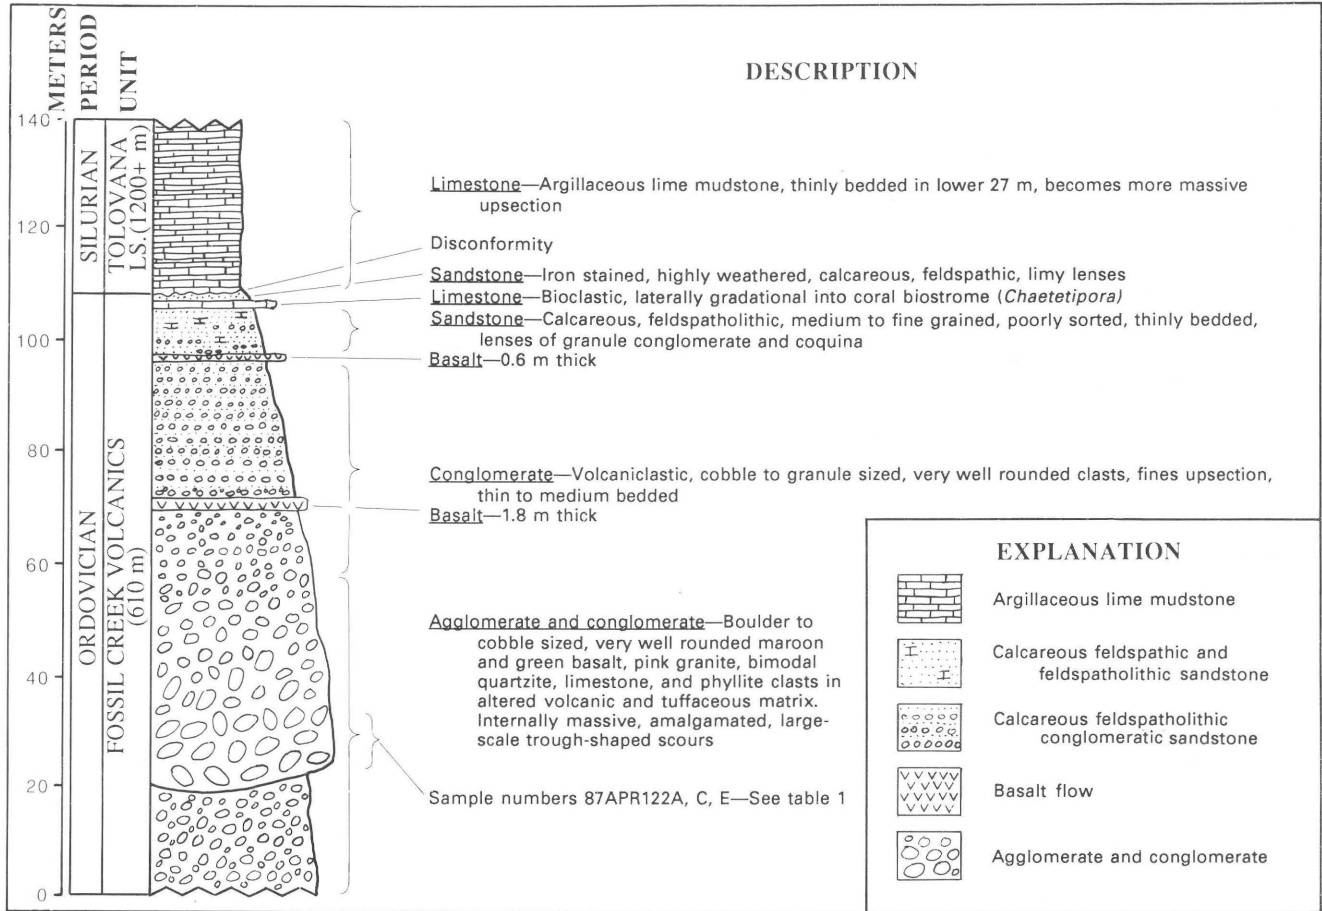 METERS
PERIOD
UNIT
DESCRIPTION
140
120
100
80
60
40
20
0
SILURIAN
TOLOVANA
LS. (1200+ m)
ORDOVICIAN
FOSSIL CREEK VOLCANICS
(610 m)
Limestone—Argillaceous lime mudstone, thinly bedded in lower 27 m, becomes more massive
upsection
Disconformity
Sandstone—Iron stained, highly weathered, calcareous, feldspathic, limy lenses
Limestone—Bioclastic, laterally gradational into coral biostrome (Chaetetipora)
Sandstone—Calcareous, feldspatholithic, medium to fine grained, poorly sorted, thinly bedded,
lenses of granule conglomerate and coquina
Basalt—0.6 m thick
Conglomerate—Volcaniclastic, cobble to granule sized, very well rounded clasts, fines upsection,
thin to medium bedded
Basalt—1.8 m thick
Agglomerate and conglomerate—Boulder to
cobble sized, very well rounded maroon
and green basalt, pink granite, bimodal
quartzite, limestone, and phyllite clasts in
altered volcanic and tuffaceous matrix.
Internally massive, amalgamated, large-
scale trough-shaped scours
Sample numbers 87APR122A, C, E—See table 1
EXPLANATION
Argillaceous lime mudstone
Calcareous feldspathic and
feldspatholithic sandstone
Calcareous feldspatholithic
conglomeratic sandstone
Basalt flow
Agglomerate and conglomerate